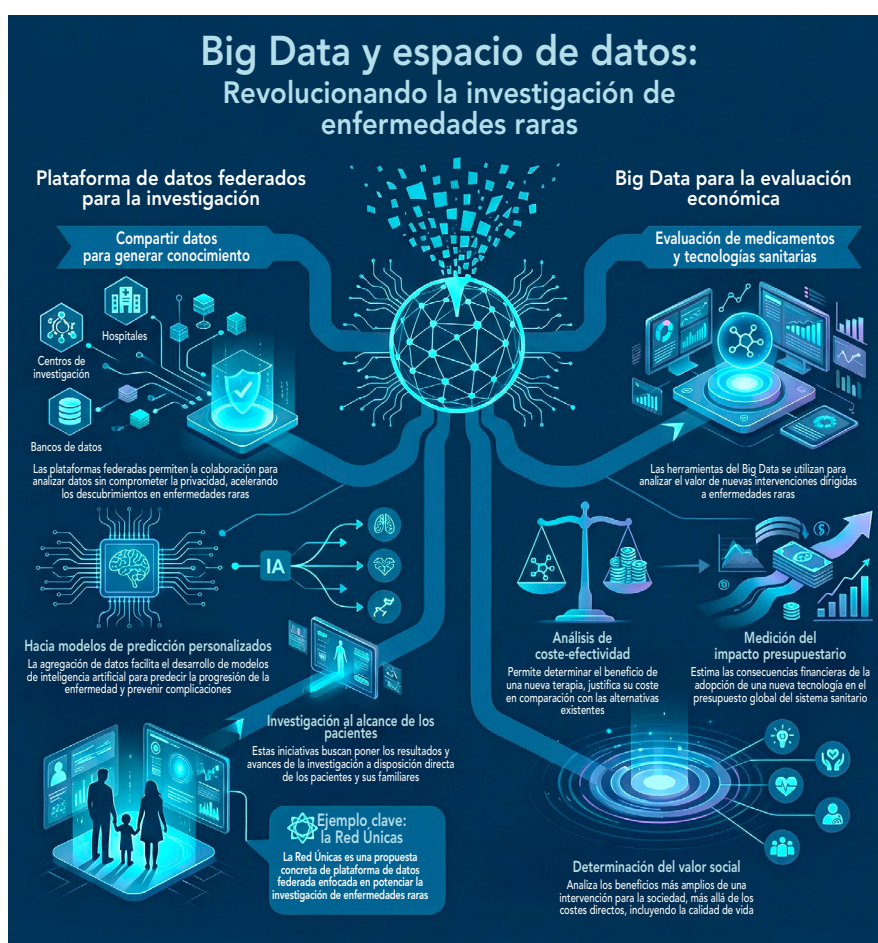 Big Data y espacio de datos:
Revolucionando la investigación de
enfermedades raras
Plataforma de datos federados
para la investigación
Compartir datos
para generar conocimiento
Hospitales
Centros de
investigación
Bancos de datos
Las plataformas federadas permiten la colaboración para
analizar datos sin comprometer la privacidad, acelerando
los descubrimientos en enfermedades raras
IA
Hacia modelos de predicción personalizados
La agregación de datos facilita el desarrollo de modelos
de inteligencia artificial para predecir la progresión de la
enfermedad y prevenir complicaciones
Investigación al alcance de los
pacientes
Estas iniciativas buscan poner los resultados y
avances de la investigación a disposición directa
de los pacientes y sus familiares
Ejemplo clave:
la Red Únicas
La Red Únicas es una propuesta
concreta de plataforma de datos
federada enfocada en potenciar la
investigación de enfermedades raras
Big Data para la evaluación
económica
Evaluación de medicamentos
y tecnologías sanitarias
Las herramientas del Big Data se utilizan para
analizar el valor de nuevas intervenciones dirigidas
a enfermedades raras
Análisis de
coste-efectividad
Permite determinar el beneficio de
una nueva terapia, justifica su coste
en comparación con las alternativas
existentes
$
Medición del
impacto presupuestario
Estima las consecuencias financieras de la
adopción de una nueva tecnología en el
presupuesto global del sistema sanitario
Determinación del valor social
Analiza los beneficios más amplios de una
intervención para la sociedad, más allá de los
costes directos, incluyendo la calidad de vida